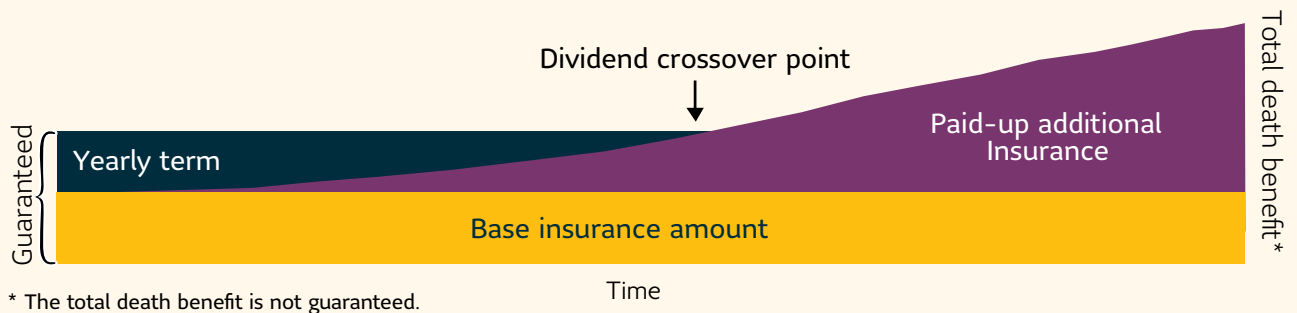 Dividend crossover point
Guaranteed
Yearly term
Paid-up additional
Insurance
Base insurance amount
Total death benefit*
Time
* The total death benefit is not guaranteed.